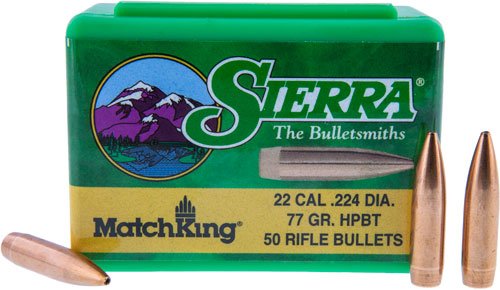 SIERRA®
The Bulletsmiths
22 CAL .224 DIA.
77 GR. HPBT
MatchKing®
50 RIFLE BULLETS